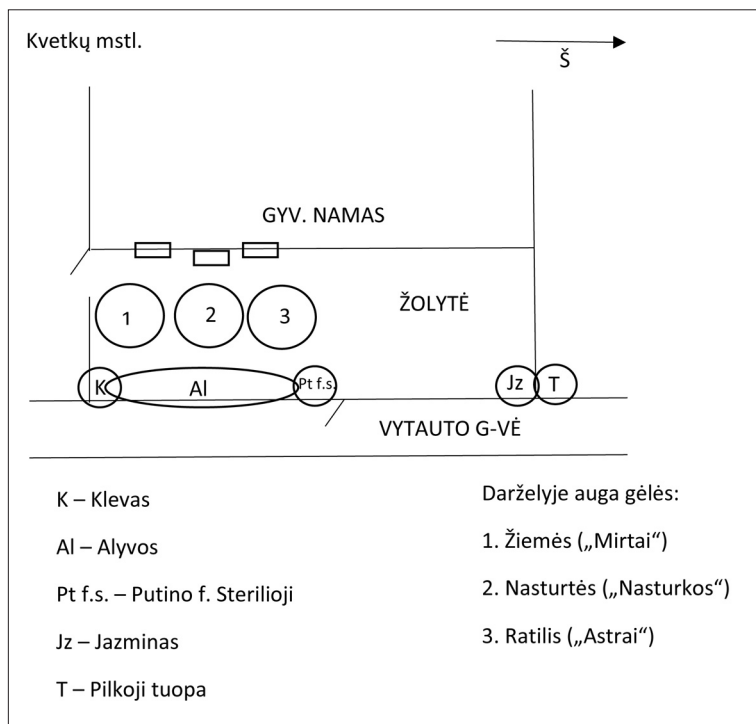 Kvetkų mstl.
Š
GYV. NAMAS
1
2
3
ŽOLYTĖ
K
Al
Pt f.s.
Jz
T
VYTAUTO G-VĖ
K – Klevas
Al – Alyvos
Pt f.s. – Putino f. Sterilioji
Jz – Jazminas
T – Pilkoji tuopa
Darželyje auga gėlės:
1. Žiemės („Mirtai“)
2. Nasturtės („Nasturkos“)
3. Ratilis („Astrai“)